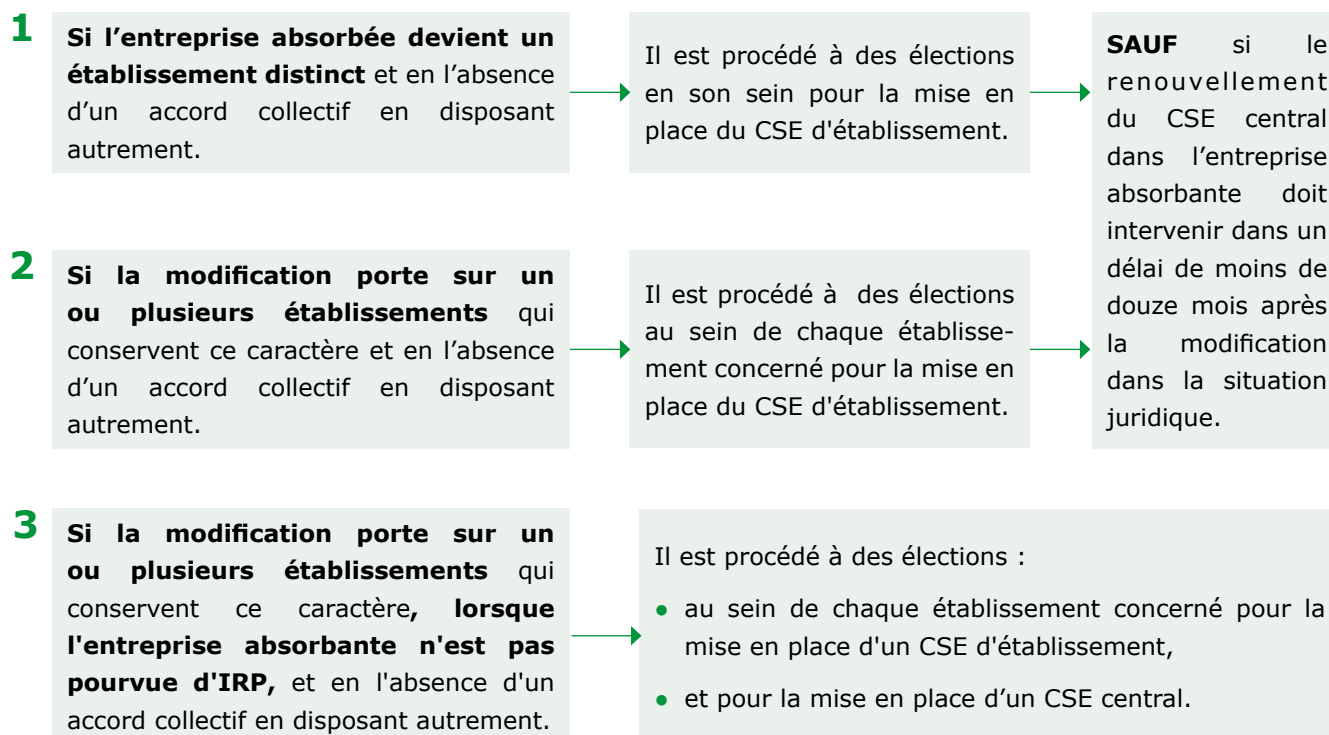 1
Si l’entreprise absorbée devient un
établissement distinct et en l’absence
d’un accord collectif en disposant
autrement.
Il est procédé à des élections
en son sein pour la mise en
place du CSE d'établissement.
SAUF si le
renouvellement
du CSE central
dans l’entreprise
absorbante doit
intervenir dans un
délai de moins de
douze mois après
la modification
dans la situation
juridique.
2
Si la modification porte sur un
ou plusieurs établissements qui
conservent ce caractère et en l’absence
d’un accord collectif en disposant
autrement.
Il est procédé à des élections
au sein de chaque établisse-
ment concerné pour la mise en
place du CSE d'établissement.
3
Si la modification porte sur un
ou plusieurs établissements qui
conservent ce caractère, lorsque
l'entreprise absorbante n'est pas
pourvue d'IRP, et en l'absence d'un
accord collectif en disposant autrement.
Il est procédé à des élections :
• au sein de chaque établissement concerné pour la
mise en place d'un CSE d'établissement,
• et pour la mise en place d’un CSE central.